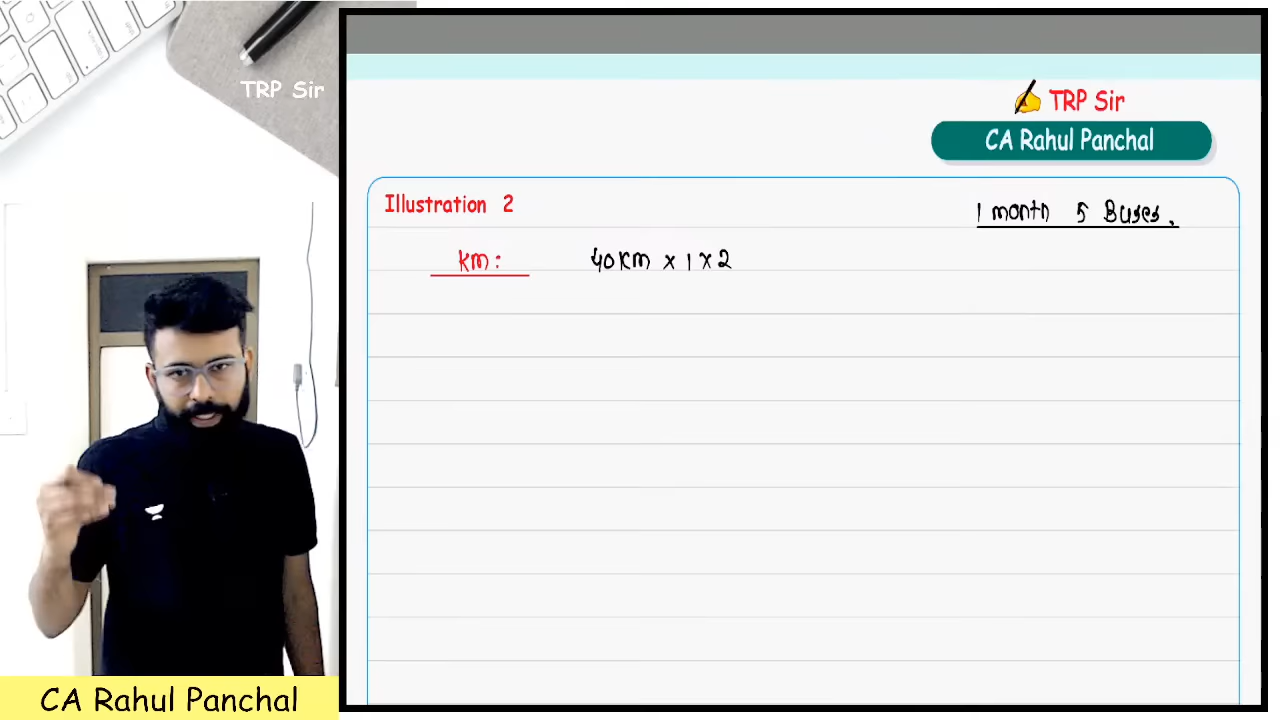 TRP Sir
TRP Sir
CA Rahul Panchal
Illustration 2
1 month 5 Buses.
km: 40km × 1 × 2
CA Rahul Panchal